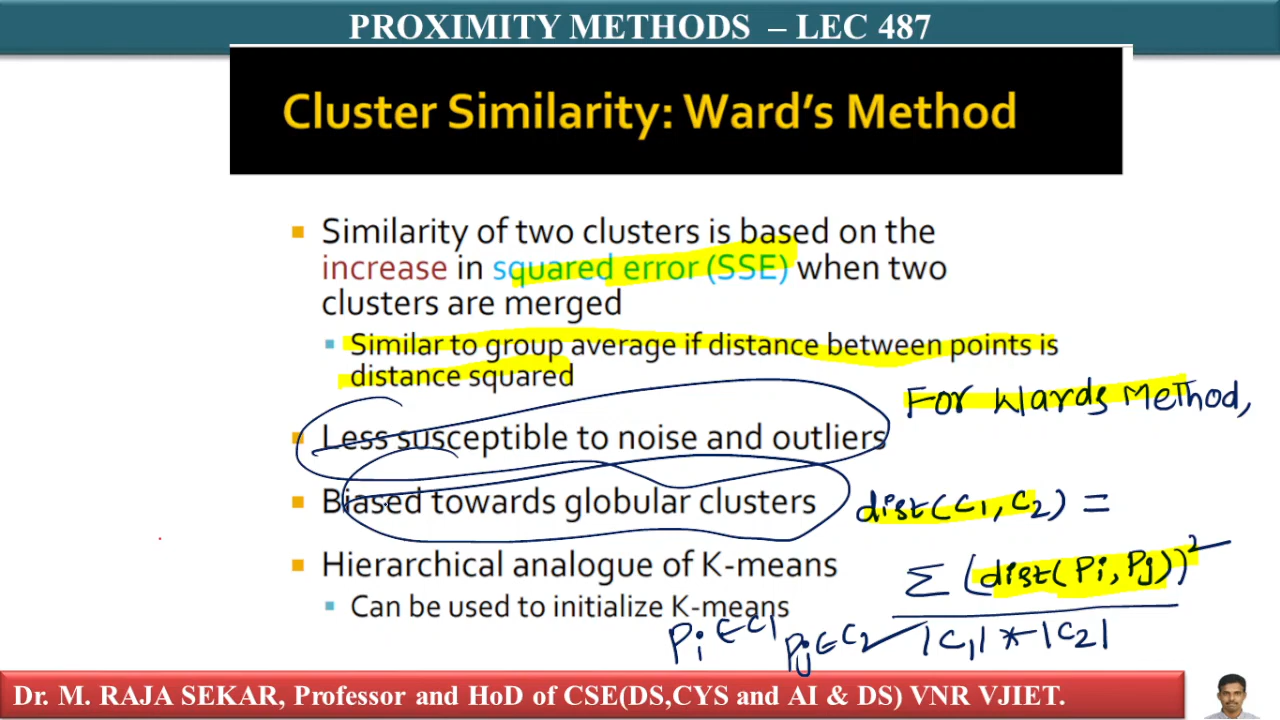 PROXIMITY METHODS – LEC 487
Cluster Similarity: Ward's Method
Similarity of two clusters is based on the
increase in squared error (SSE) when two
clusters are merged
Similar to group average if distance between points is
distance squared
For Wards Method,
Less susceptible to noise and outliers
Biased towards globular clusters
dist(C1, C2) =
Hierarchical analogue of K-means
Σ (dist(Pi, Pj))²
Can be used to initialize K-means
Pi ∈ C1 Pj ∈ C2
|C1| * |C2|
Dr. M. RAJA SEKAR, Professor and HoD of CSE(DS,CYS and AI & DS) VNR VJIET.